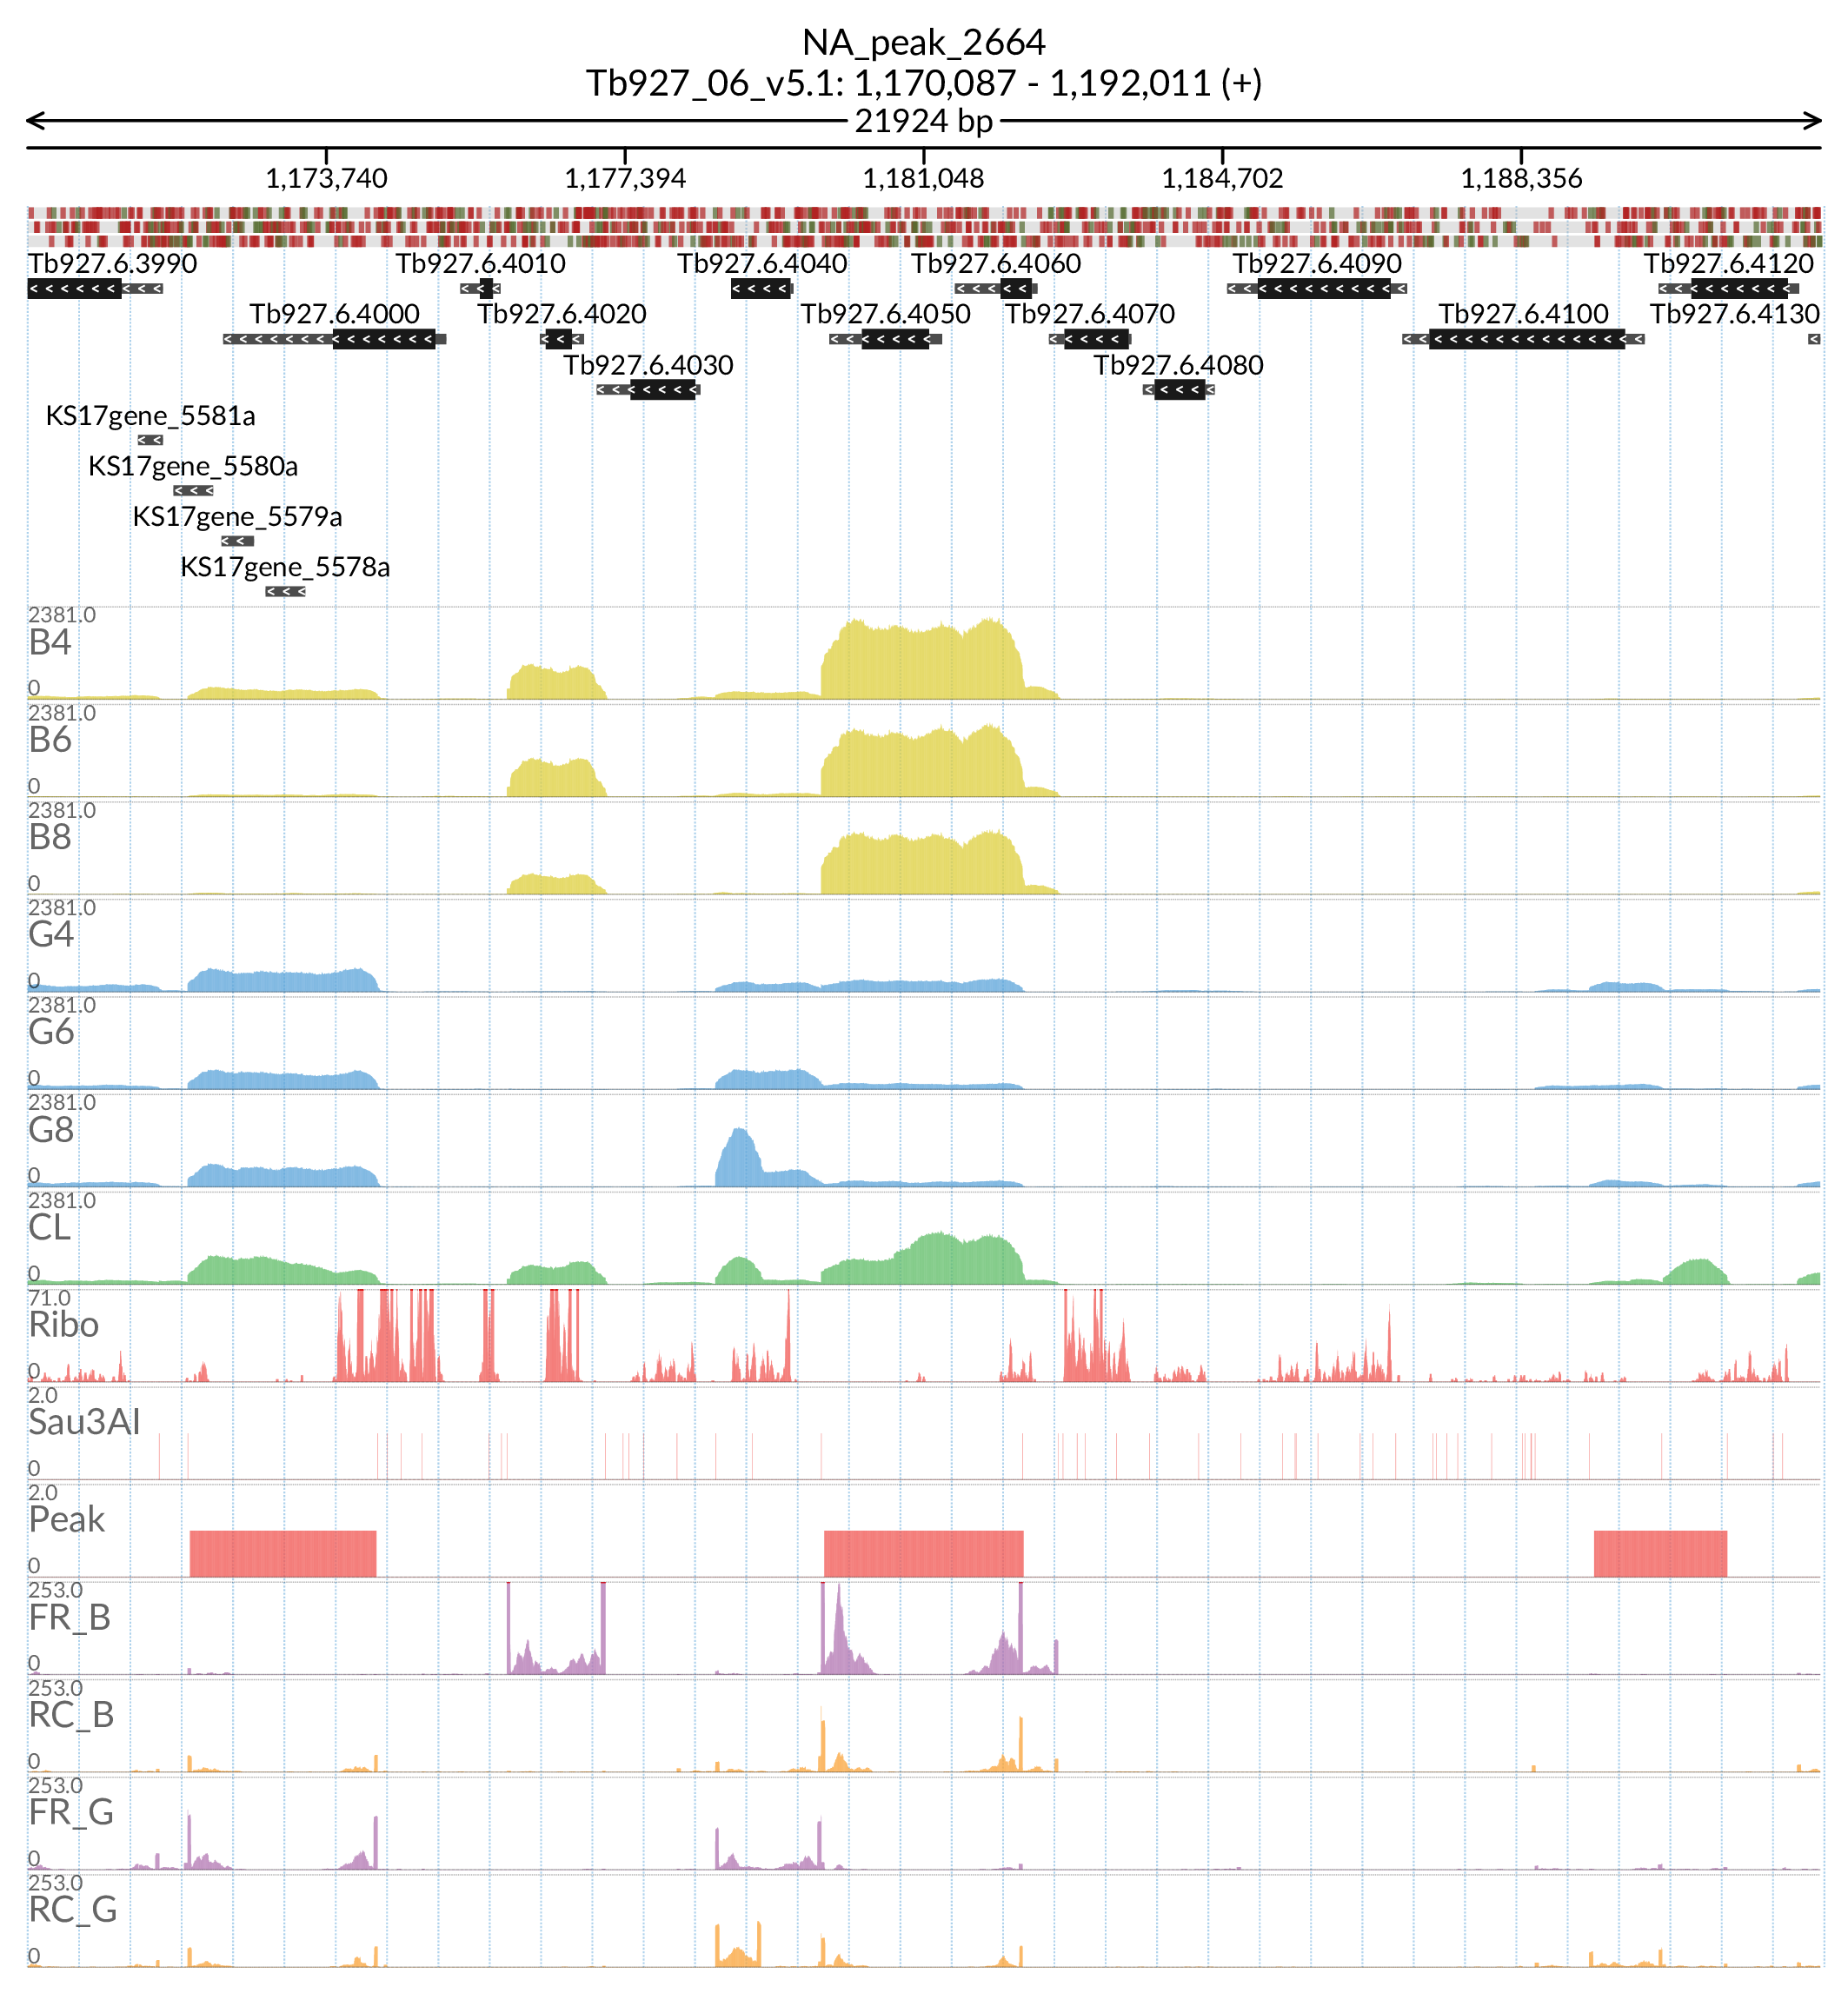 NA_peak_2664
Tb927_06_v5.1: 1,170,087 - 1,192,011 (+)
21924 bp
1,173,740 1,177,394 1,181,048 1,184,702 1,188,356
Tb927.6.3990 Tb927.6.4010 Tb927.6.4040 Tb927.6.4060 Tb927.6.4090 Tb927.6.4120
Tb927.6.4000 Tb927.6.4020 Tb927.6.4050 Tb927.6.4070 Tb927.6.4100 Tb927.6.4130
Tb927.6.4030 Tb927.6.4080
KS17gene_5581a
KS17gene_5580a
KS17gene_5579a
KS17gene_5578a
2381.0
B4
0
2381.0
B6
0
2381.0
B8
0
2381.0
G4
0
2381.0
G6
0
2381.0
G8
0
2381.0
CL
0
71.0
Ribo
0
2.0
Sau3AI
0
2.0
Peak
0
253.0
FR_B
0
253.0
RC_B
0
253.0
FR_G
0
253.0
RC_G
0